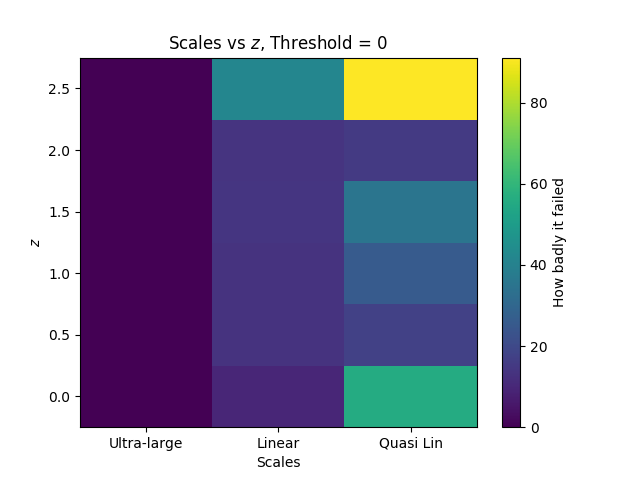 Scales vs z, Threshold = 0
2.5
2.0
1.5
1.0
0.5
0.0
z
Ultra-large Linear Quasi Lin
Scales
80
60
40
20
0
How badly it failed